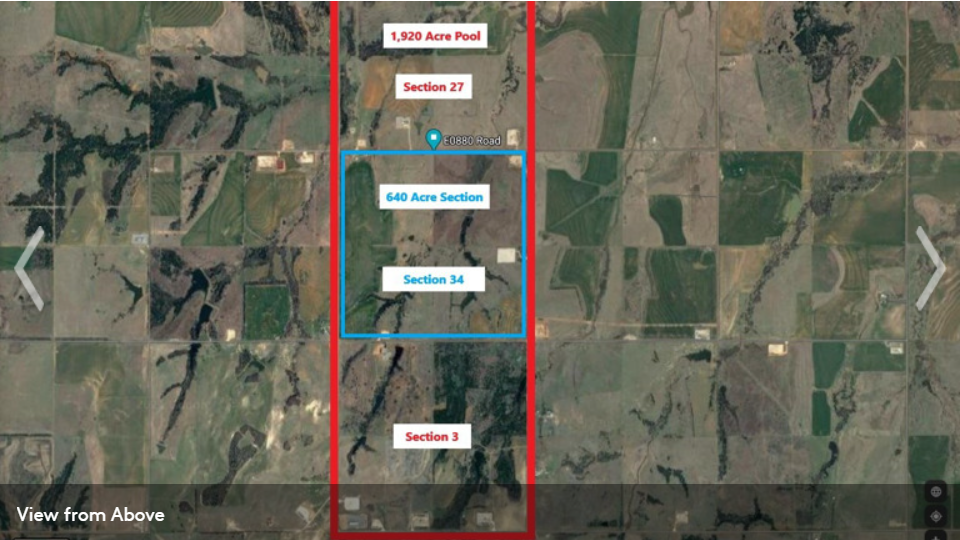 1,920 Acre Pool
Section 27
E0880 Road
640 Acre Section
Section 34
Section 3
View from Above